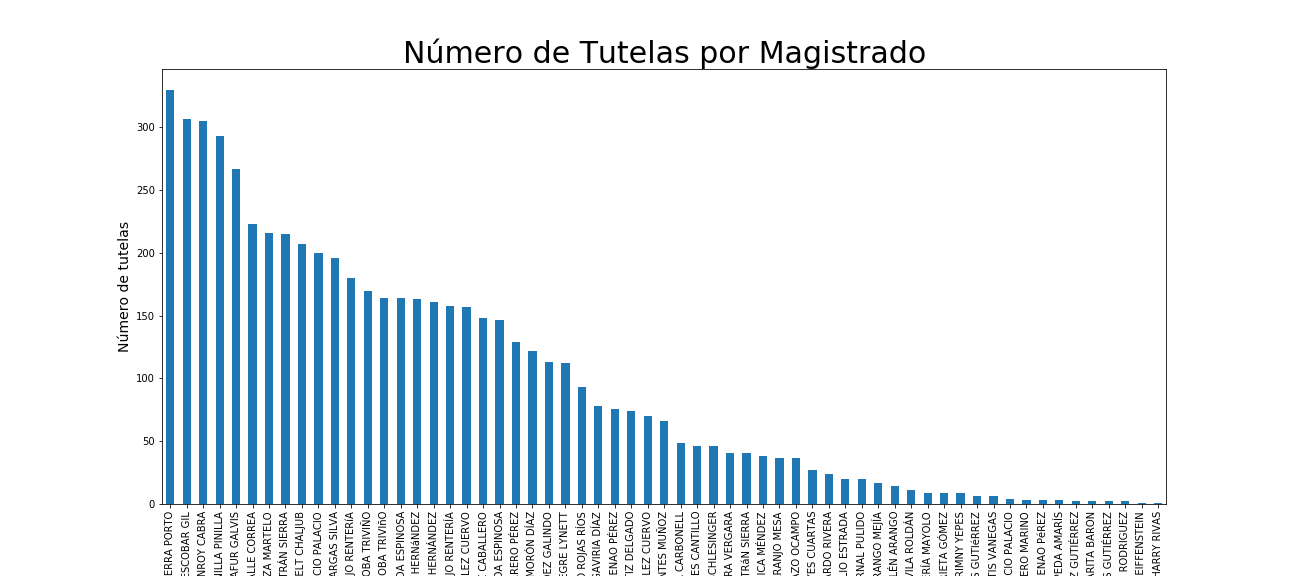 Número de Tutelas por Magistrado
Número de tutelas
300
250
200
150
100
50
0
ERRA PORTO
ESCOBAR GIL
NROY CABRA
NILLA PINILLA
AFUR GALVIS
ALLE CORREA
ZA MARTELO
TRÁN SIERRA
ELT CHALJUB
CIO PALACIO
ARGAS SILVA
JO RENTERÍA
OBA TRIVIÑO
OBA TRIVIñO
DA ESPINOSA
HERNáNDEZ
HERNÁNDEZ
JO RENTERÍA
LEZ CUERVO
CABALLERO
DA ESPINOSA
RERO PÉREZ
MORÓN DÍAZ
DEZ GALINDO
EGRE LYNETT
O ROJAS RÍOS
GAVIRIA DÍAZ
ENAO PÉREZ
TIZ DELGADO
LEZ CUERVO
NTES MUÑOZ
CARBONELL
ES CANTILLO
CHLESINGER
RA VERGARA
TRáN SIERRA
ICA MÉNDEZ
RANJO MESA
AZO OCAMPO
YES CUARTAS
ARDO RIVERA
LIO ESTRADA
RNAL PULIDO
RANGO MEJÍA
LÉN ARANGO
VILA ROLDÁN
ERÍA MAYOLO
RIETA GÓMEZ
RIMNY YEPES
S GUTIéRREZ
TIS VANEGAS
CIO PALACIO
ERO MARINO
ENAO PéREZ
PEDA AMARÍS
Z GUTIÉRREZ
ARITA BARON
S GUTIÉRREZ
RODRIGUEZ
EIFFENSTEIN
HARRY RIVAS